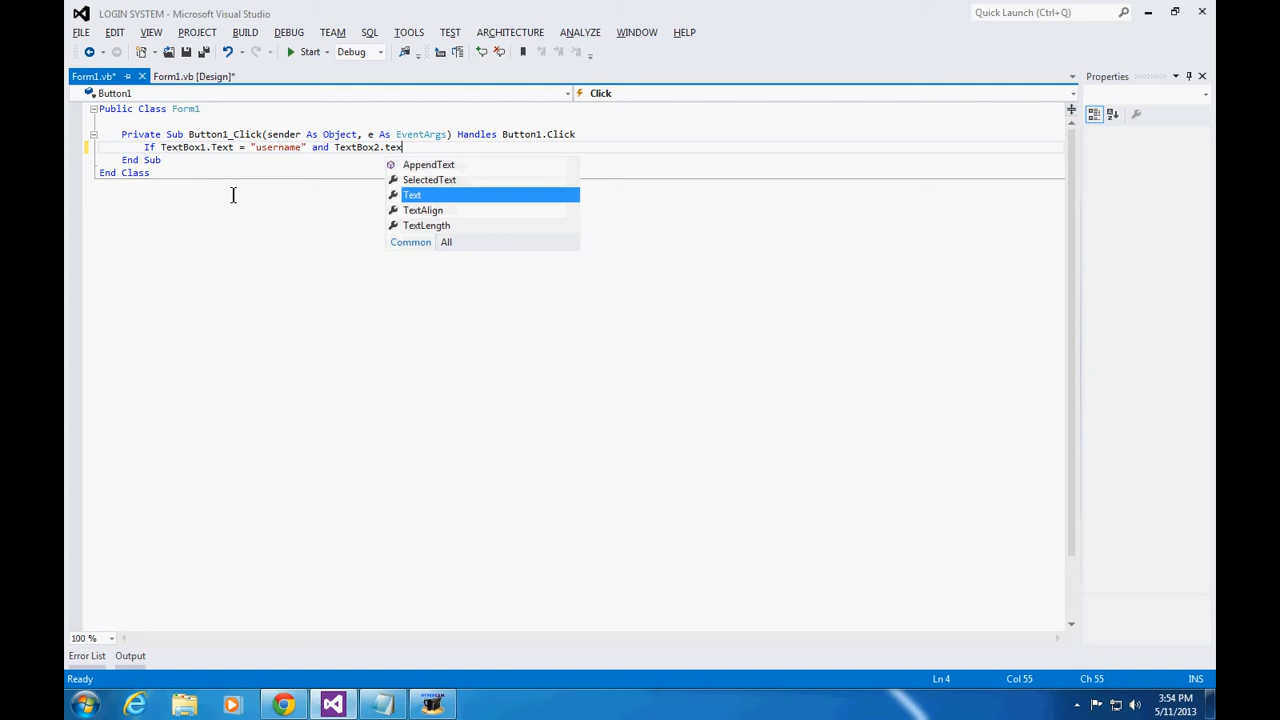 LOGIN SYSTEM - Microsoft Visual Studio
Quick Launch (Ctrl+Q)
FILE EDIT VIEW PROJECT BUILD DEBUG TEAM SQL TOOLS TEST ARCHITECTURE ANALYZE WINDOW HELP
Start Debug
Form1.vb* Form1.vb [Design]*
Properties
Button1 Click
Public Class Form1
Private Sub Button1_Click(sender As Object, e As EventArgs) Handles Button1.Click
If TextBox1.Text = "username" and TextBox2.tex
End Sub
End Class
AppendText
SelectedText
Text
TextAlign
TextLength
Common All
100 %
Error List Output
Ready Ln 4 Col 55 Ch 55 INS
3:54 PM
5/11/2013